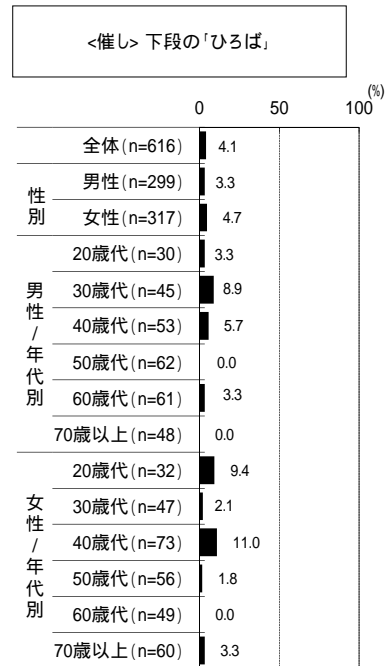 <催し> 下段の「ひろば」
(%)
0 50 100
全体(n=616) 4.1
性別
男性(n=299) 3.3
女性(n=317) 4.7
男性/年代別
20歳代(n=30) 3.3
30歳代(n=45) 8.9
40歳代(n=53) 5.7
50歳代(n=62) 0.0
60歳代(n=61) 3.3
70歳以上(n=48) 0.0
女性/年代別
20歳代(n=32) 9.4
30歳代(n=47) 2.1
40歳代(n=73) 11.0
50歳代(n=56) 1.8
60歳代(n=49) 0.0
70歳以上(n=60) 3.3